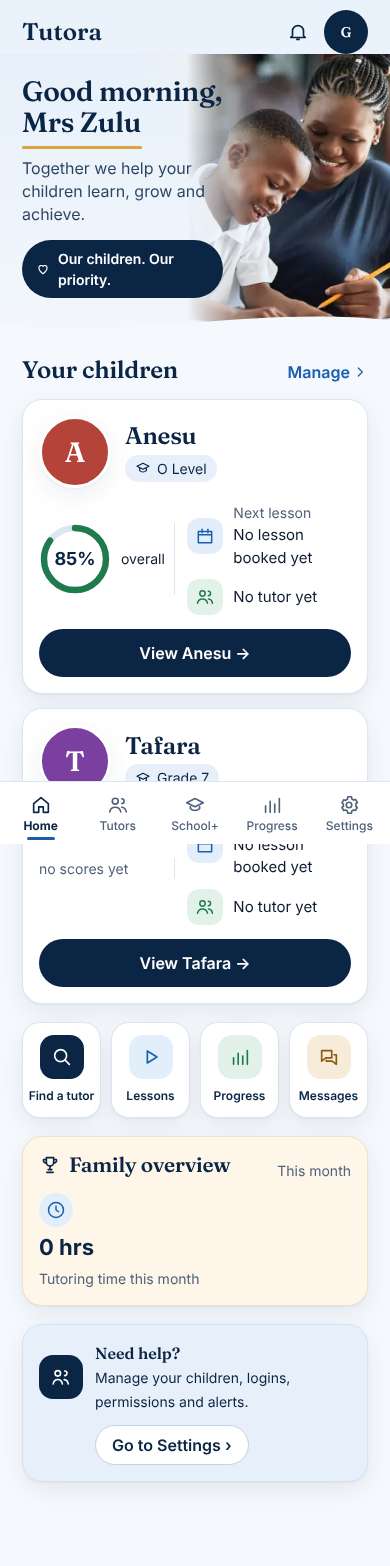 Tutora
G
Good morning,
Mrs Zulu
Together we help your
children learn, grow and
achieve.
Our children. Our
priority.
Your children
Manage
A
Anesu
O Level
85%
overall
Next lesson
No lesson
booked yet
No tutor yet
View Anesu →
T
Tafara
Grade 7
Home
Tutors
School+
Progress
Settings
no scores yet
No lesson
booked yet
No tutor yet
View Tafara →
Find a tutor
Lessons
Progress
Messages
Family overview
This month
0 hrs
Tutoring time this month
Need help?
Manage your children, logins,
permissions and alerts.
Go to Settings ›